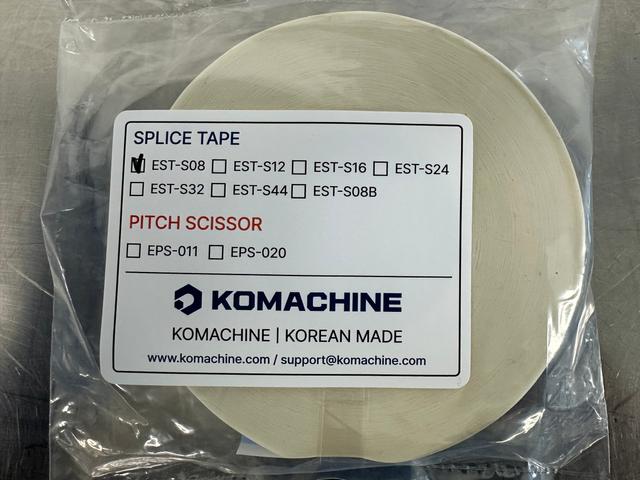 SPLICE TAPE
☑ EST-S08 ☐ EST-S12 ☐ EST-S16 ☐ EST-S24
☐ EST-S32 ☐ EST-S44 ☐ EST-S08B
PITCH SCISSOR
☐ EPS-011 ☐ EPS-020
KOMACHINE
KOMACHINE | KOREAN MADE
www.komachine.com / support@komachine.com